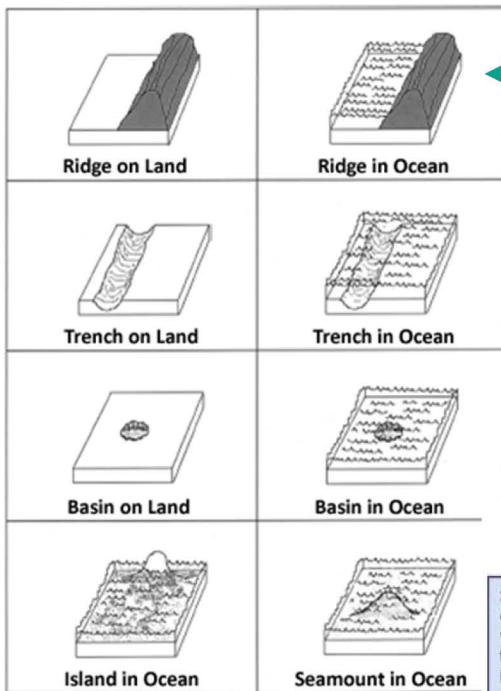 Ridge on Land
Ridge in Ocean
Trench on Land
Trench in Ocean
Basin on Land
Basin in Ocean
Island in Ocean
Seamount in Ocean